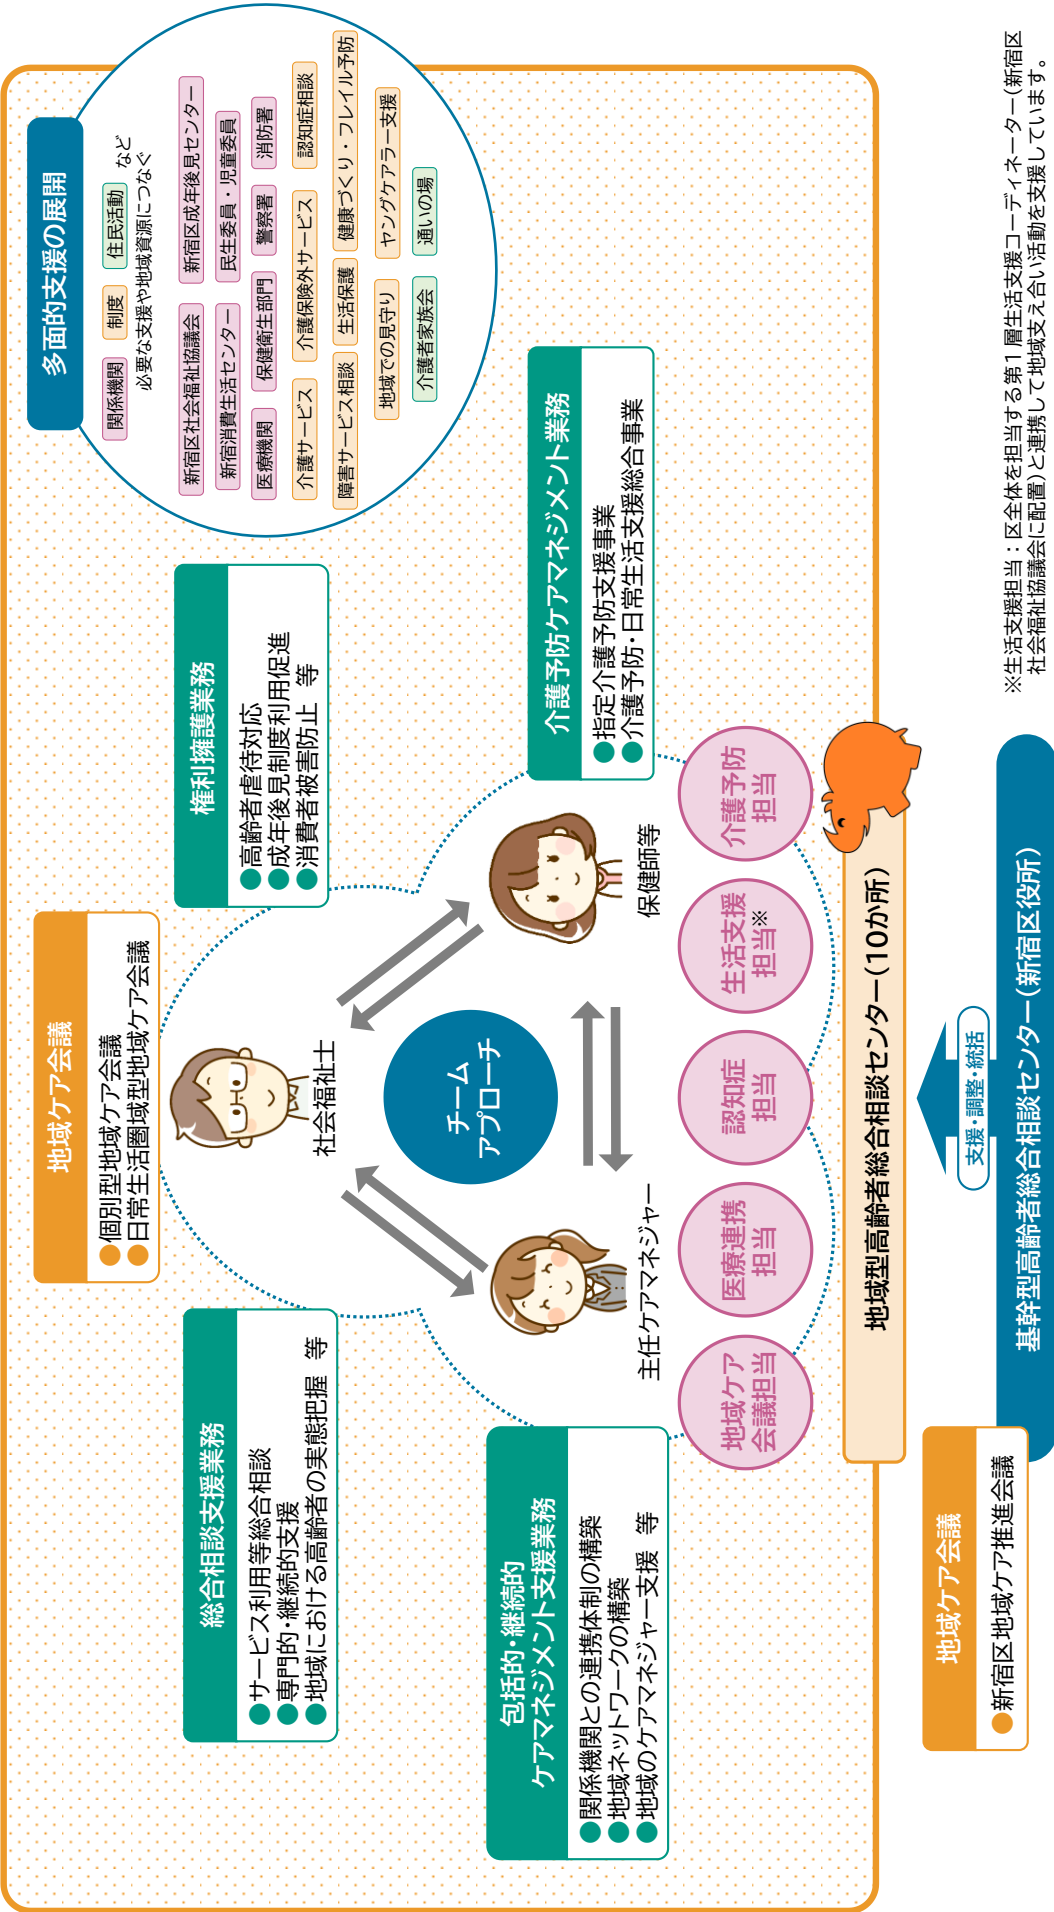 地域ケア会議
●個別型地域ケア会議
●日常生活圏域型地域ケア会議
多面的支援の展開
関係機関 制度 住民活動 など
必要な支援や地域資源につなぐ
新宿区社会福祉協議会 新宿区成年後見センター
新宿消費生活センター 民生委員・児童委員
医療機関 保健衛生部門 警察署 消防署
介護サービス 介護保険外サービス 認知症相談
障害サービス相談 生活保護 健康づくり・フレイル予防
地域での見守り ヤングケアラー支援
介護者家族会 通いの場
総合相談支援業務
●サービス利用等総合相談
●専門的・継続的支援
●地域における高齢者の実態把握 等
権利擁護業務
●高齢者虐待対応
●成年後見制度利用促進
●消費者被害防止 等
社会福祉士
チーム
アプローチ
包括的・継続的
ケアマネジメント支援業務
●関係機関との連携体制の構築
●地域ネットワークの構築
●地域のケアマネジャー支援 等
主任ケアマネジャー
保健師等
介護予防ケアマネジメント業務
●指定介護予防支援事業
●介護予防・日常生活支援総合事業
地域ケア
会議担当
医療連携
担当
認知症
担当
生活支援
担当※
介護予防
担当
地域型高齢者総合相談センター(10か所)
支援・調整・統括
基幹型高齢者総合相談センター(新宿区役所)
地域ケア会議
●新宿区地域ケア推進会議
※生活支援担当：区全体を担当する第1層生活支援コーディネーター(新宿区
社会福祉協議会に配置)と連携して地域支え合い活動を支援しています。